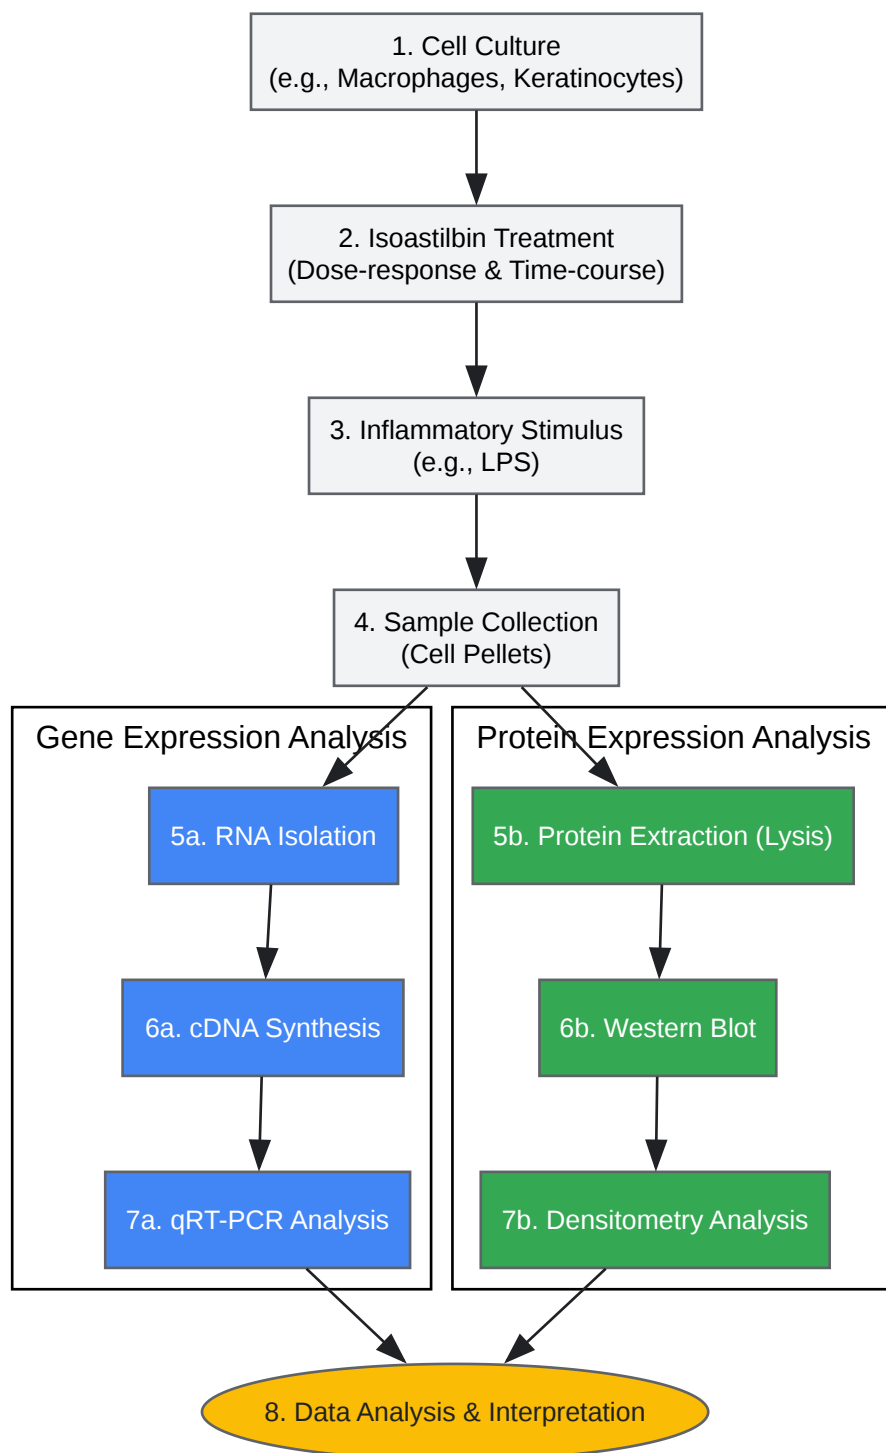 1. Cell Culture
(e.g., Macrophages, Keratinocytes)
2. Isoastilbin Treatment
(Dose-response & Time-course)
3. Inflammatory Stimulus
(e.g., LPS)
4. Sample Collection
(Cell Pellets)
Gene Expression Analysis
5a. RNA Isolation
6a. cDNA Synthesis
7a. qRT-PCR Analysis
Protein Expression Analysis
5b. Protein Extraction (Lysis)
6b. Western Blot
7b. Densitometry Analysis
8. Data Analysis & Interpretation